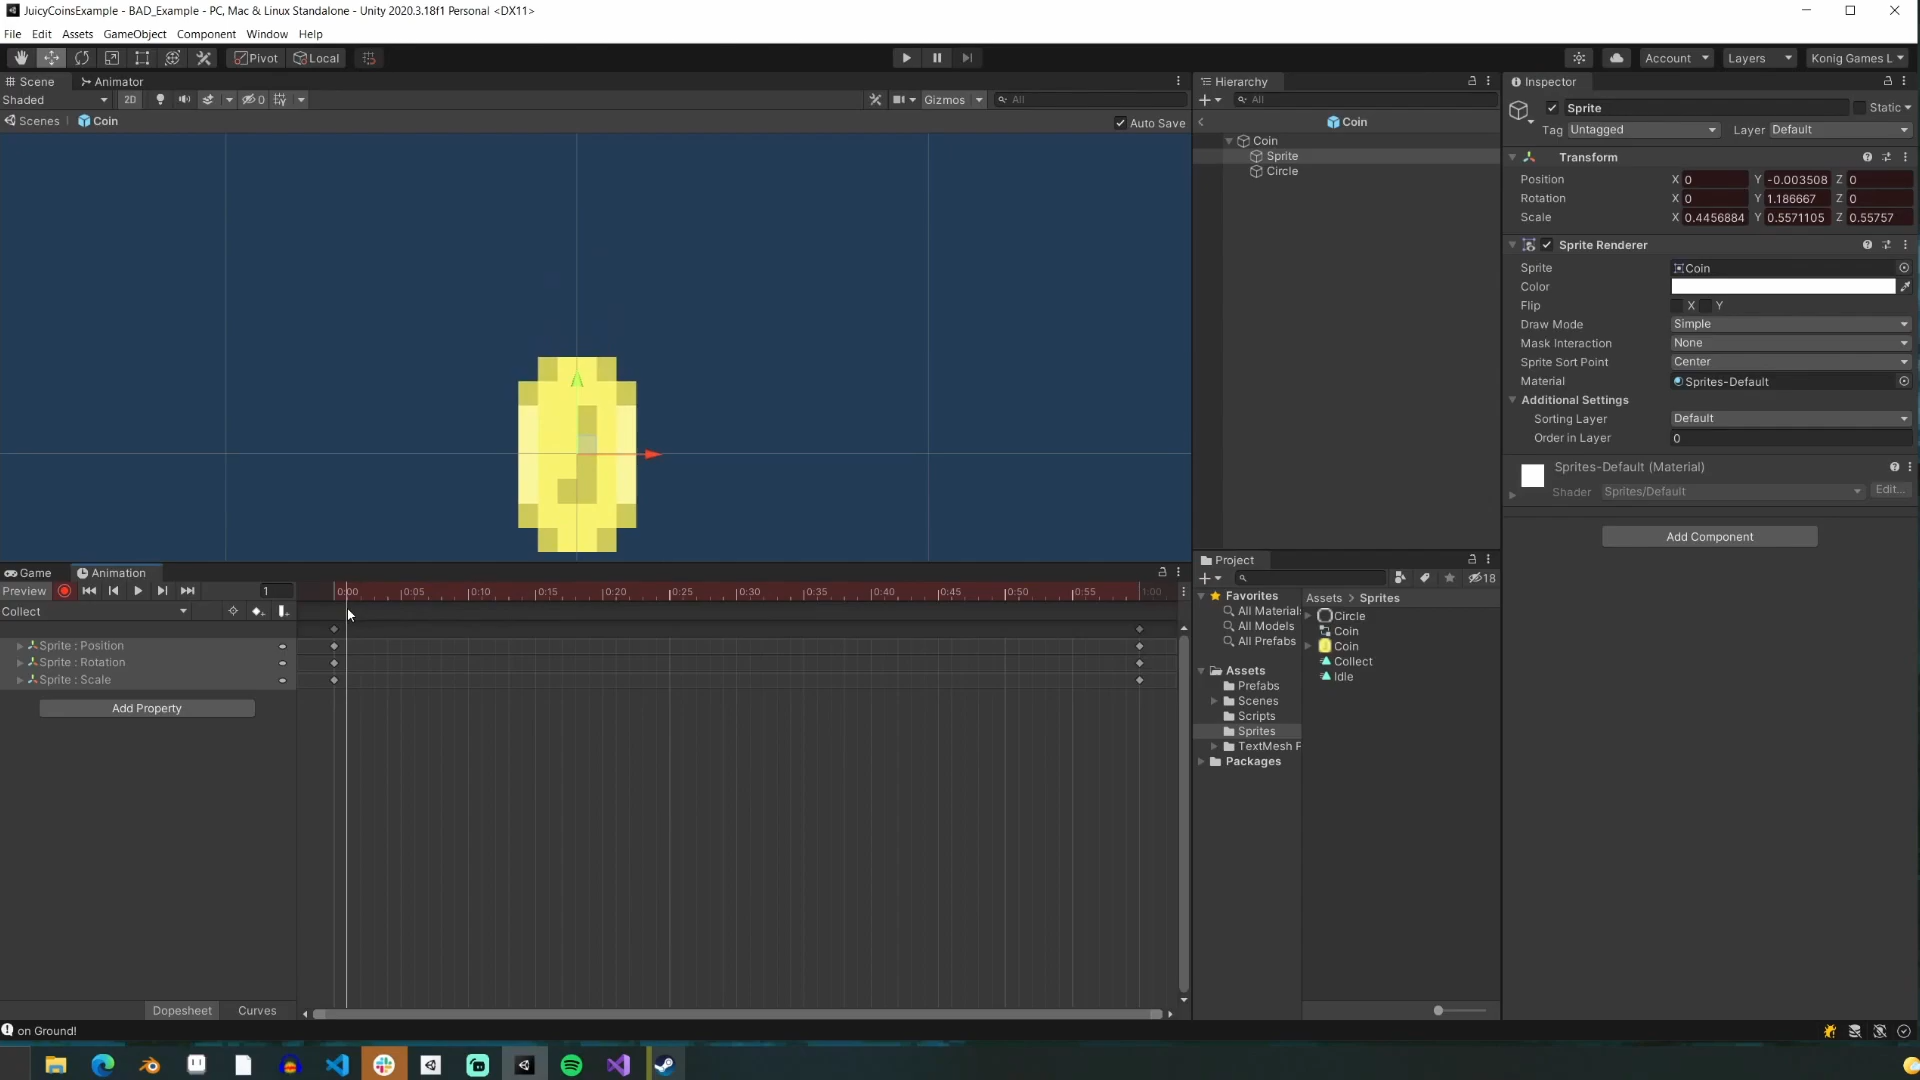 JuicyCoinsExample - BAD_Example - PC, Mac & Linux Standalone - Unity 2020.3.18f1 Personal <DX11>
File Edit Assets GameObject Component Window Help
Pivot Local Account Layers Konig Games L
Scene Animator
Shaded 2D 0 Gizmos All
Scenes Coin Auto Save
Hierarchy
All
Coin
Coin
Sprite
Circle
Inspector
Sprite Static
Tag Untagged Layer Default
Transform
Position X 0 Y -0.003508 Z 0
Rotation X 0 Y 1.186667 Z 0
Scale X 0.4456884 Y 0.5571105 Z 0.55757
Sprite Renderer
Sprite Coin
Color
Flip X Y
Draw Mode Simple
Mask Interaction None
Sprite Sort Point Center
Material Sprites-Default
Additional Settings
Sorting Layer Default
Order in Layer 0
Sprites-Default (Material)
Shader Sprites/Default Edit...
Add Component
Game Animation
Preview 1 0:00 0:05 0:10 0:15 0:20 0:25 0:30 0:35 0:40 0:45 0:50 0:55 1:00
Collect
Sprite : Position
Sprite : Rotation
Sprite : Scale
Add Property
Dopesheet Curves
Project
18
Favorites
All Materials
All Models
All Prefabs
Assets
Prefabs
Scenes
Scripts
Sprites
TextMesh P
Packages
Assets > Sprites
Circle
Coin
Coin
Collect
Idle
on Ground!